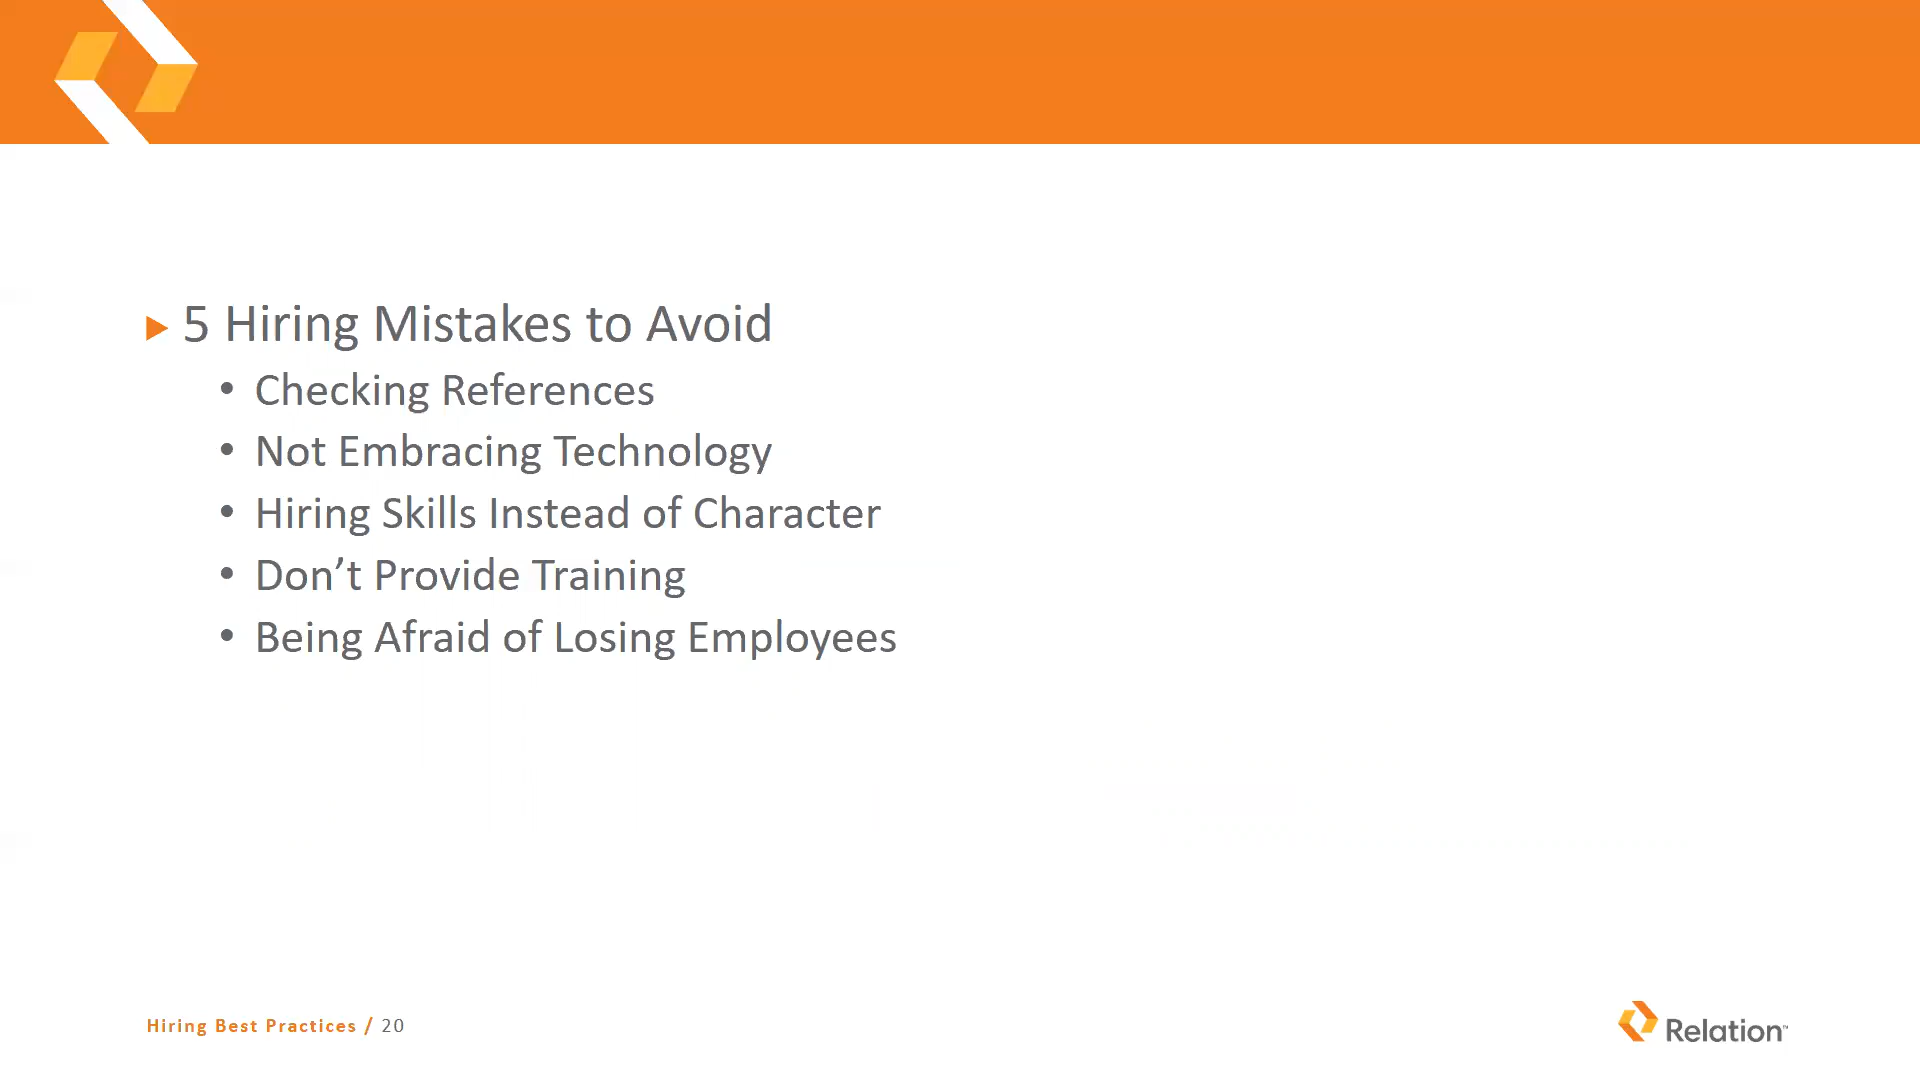 5 Hiring Mistakes to Avoid
• Checking References
• Not Embracing Technology
• Hiring Skills Instead of Character
• Don’t Provide Training
• Being Afraid of Losing Employees
Hiring Best Practices / 20
Relation™